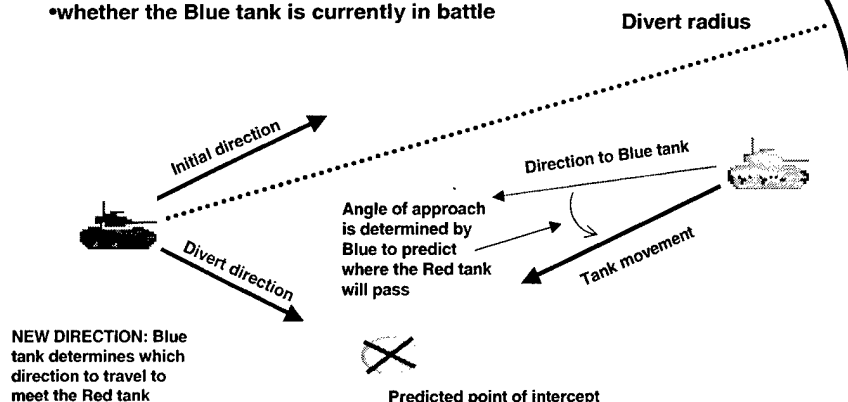 •whether the Blue tank is currently in battle
Divert radius
Initial direction
Direction to Blue tank
Angle of approach
is determined by
Blue to predict
where the Red tank
will pass
Tank movement
Divert direction
NEW DIRECTION: Blue
tank determines which
direction to travel to
meet the Red tank
Predicted point of intercept